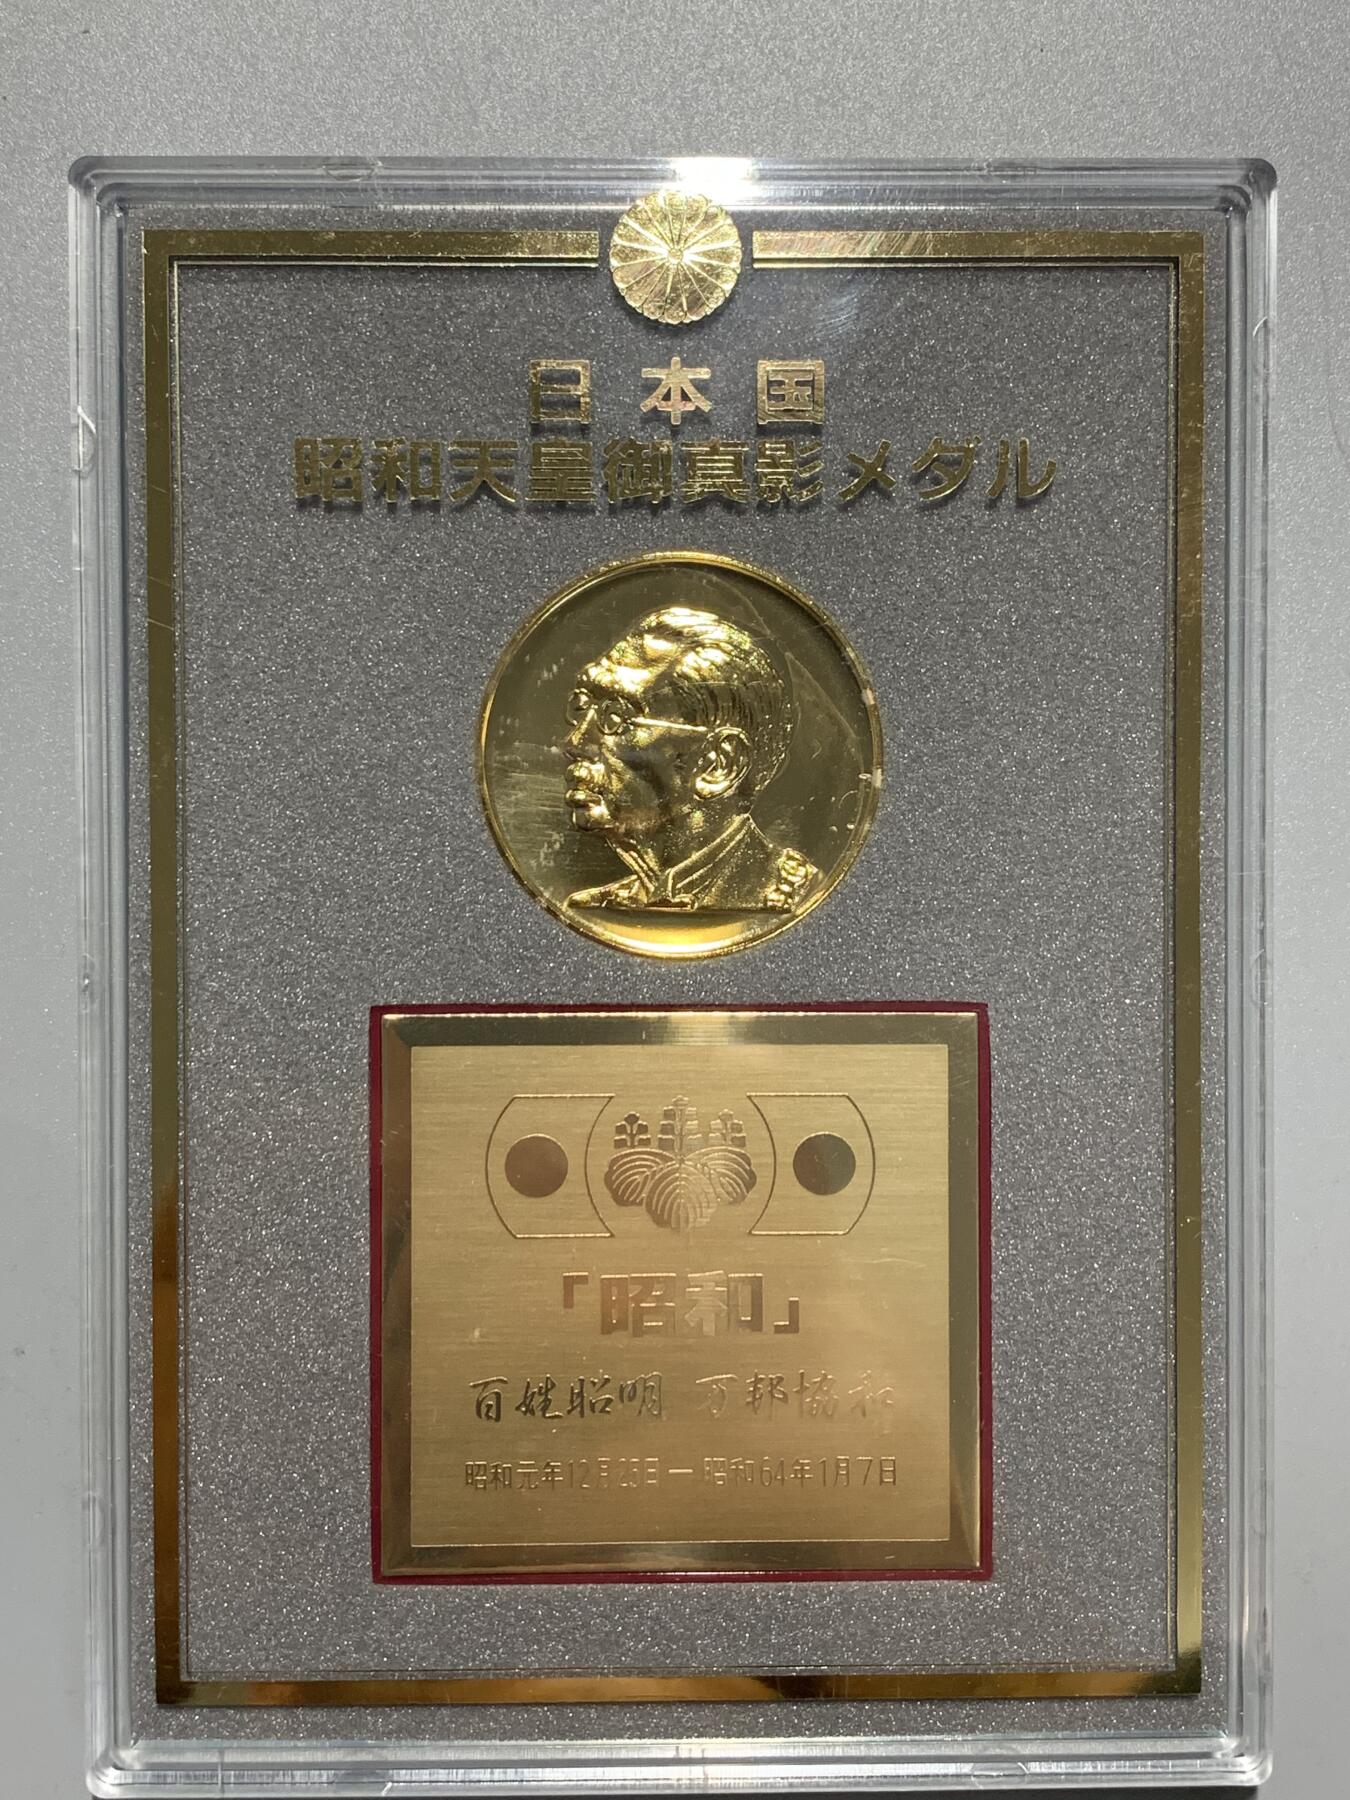 日本国
昭和天皇御真影メダル
「昭和」
百姓昭明 万邦協和
昭和元年12月25日ー昭和64年1月7日